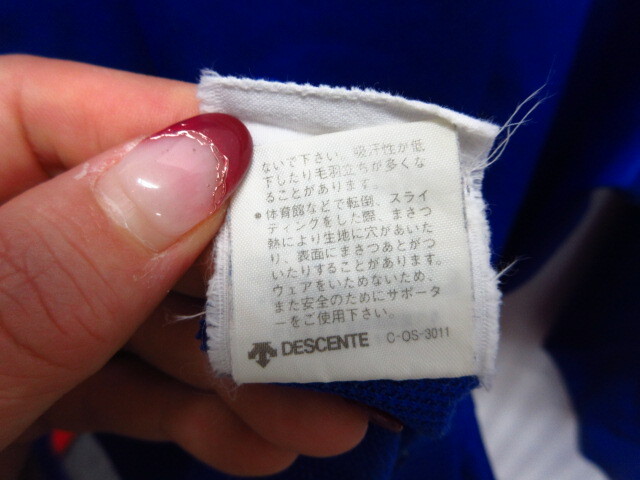 ないで下さい。吸汗性が低
下したり毛羽立ちが多くな
ることがあります。
●体育館などで転倒、スライ
ディングをした際、まさつ
熱により生地に穴があいた
り、表面にまさつあとがつ
いたりすることがあります。
ウェアをいためないため、
また安全のためにサポータ
ーをご使用下さい。
DESCENTE C-OS-3011